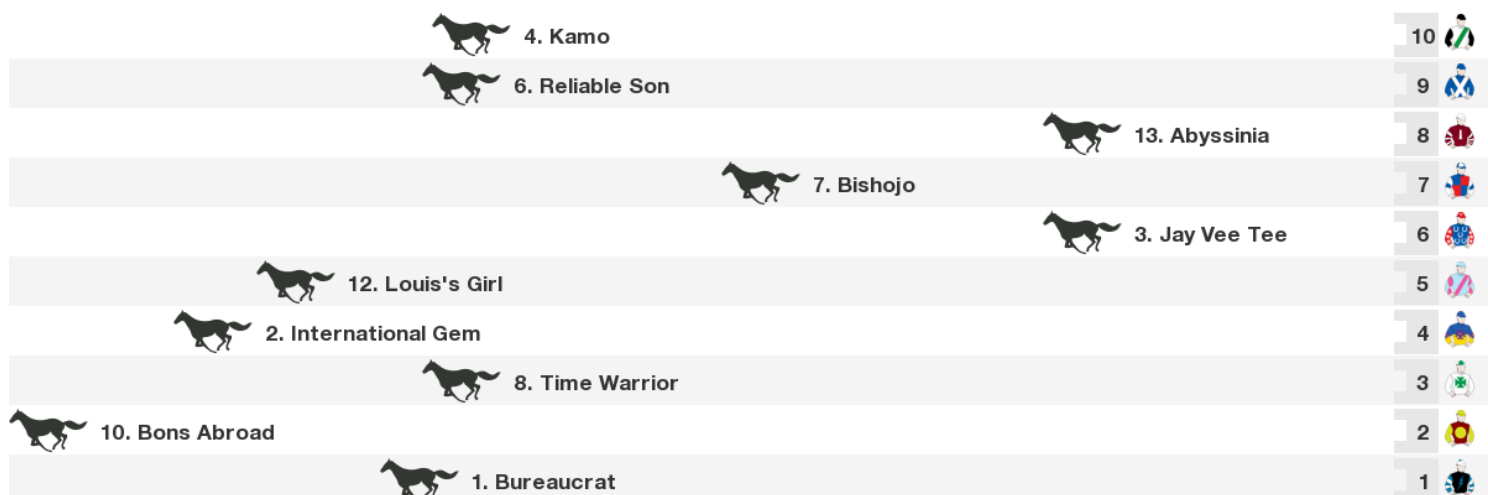 4. Kamo 10
6. Reliable Son 9
13. Abyssinia 8
7. Bishojo 7
3. Jay Vee Tee 6
12. Louis's Girl 5
2. International Gem 4
8. Time Warrior 3
10. Bons Abroad 2
1. Bureaucrat 1